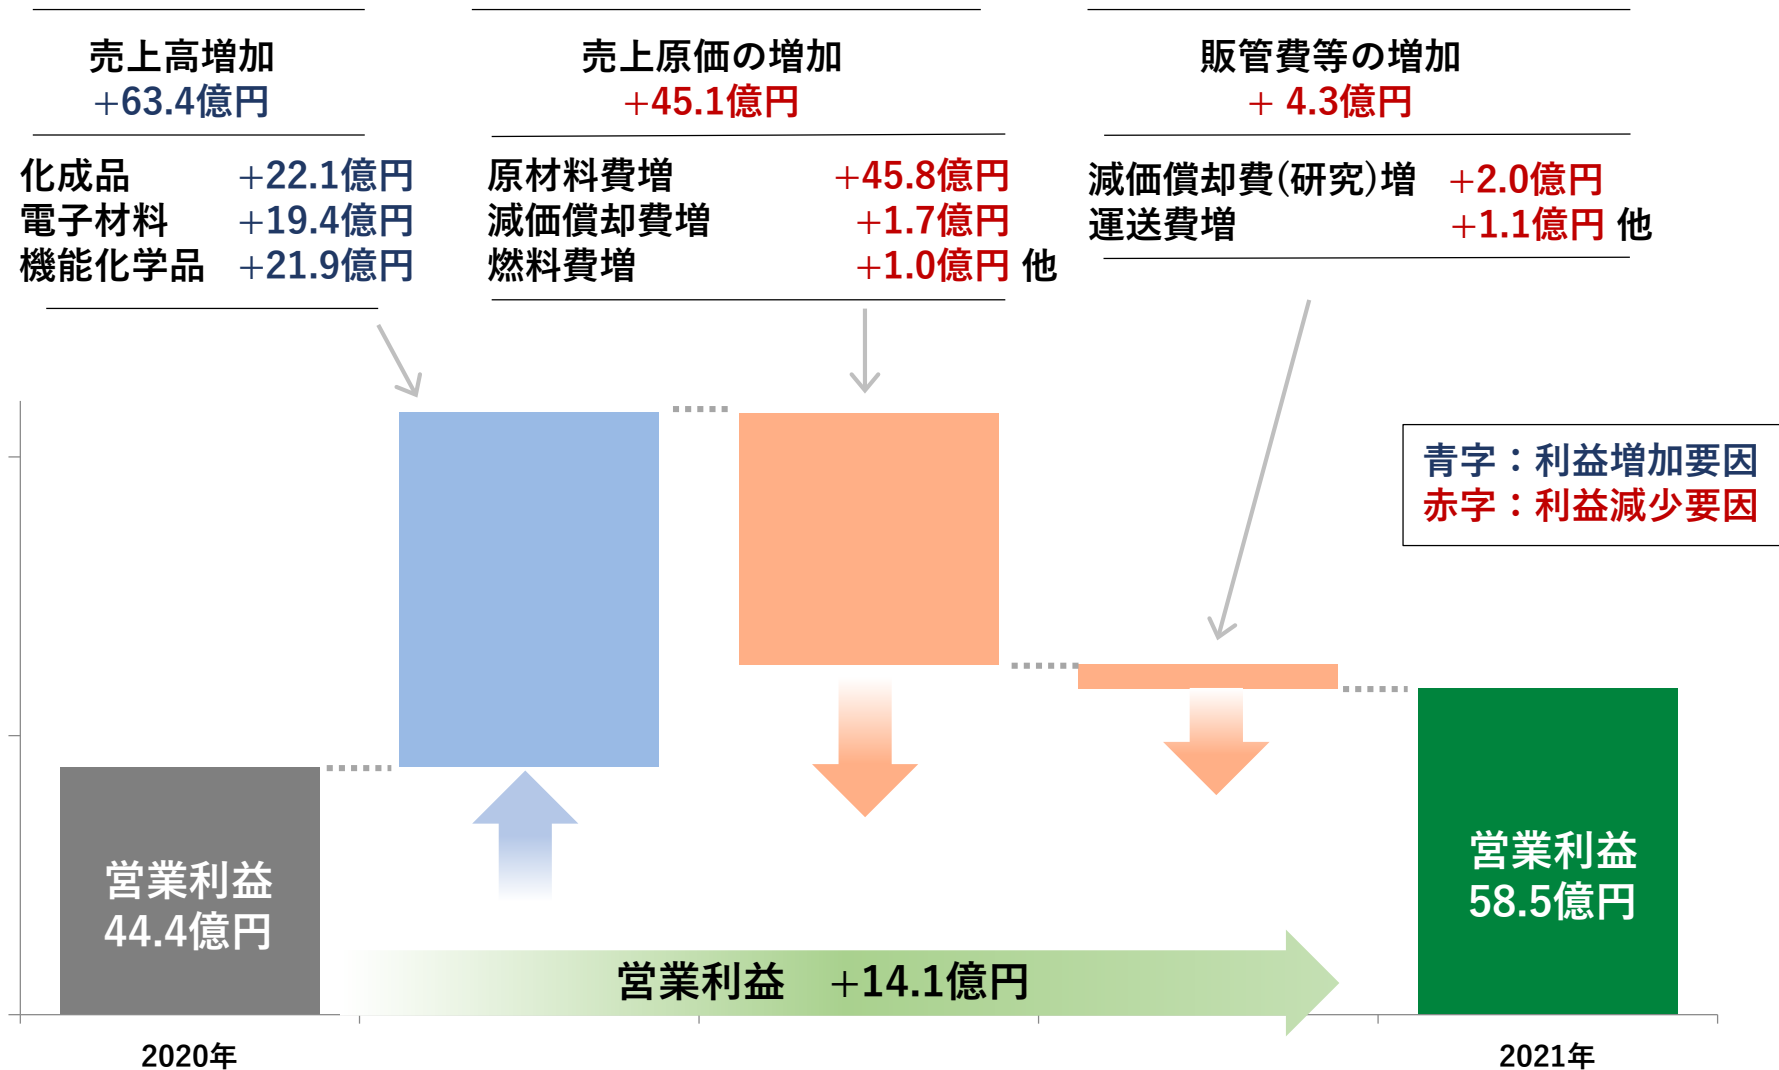 売上高増加
+63.4億円
化成品 +22.1億円
電子材料 +19.4億円
機能化学品 +21.9億円
売上原価の増加
+45.1億円
原材料費増 +45.8億円
減価償却費増 +1.7億円
燃料費増 +1.0億円 他
販管費等の増加
+ 4.3億円
減価償却費(研究)増 +2.0億円
運送費増 +1.1億円 他
青字：利益増加要因
赤字：利益減少要因
営業利益
44.4億円
営業利益 +14.1億円
営業利益
58.5億円
2020年
2021年